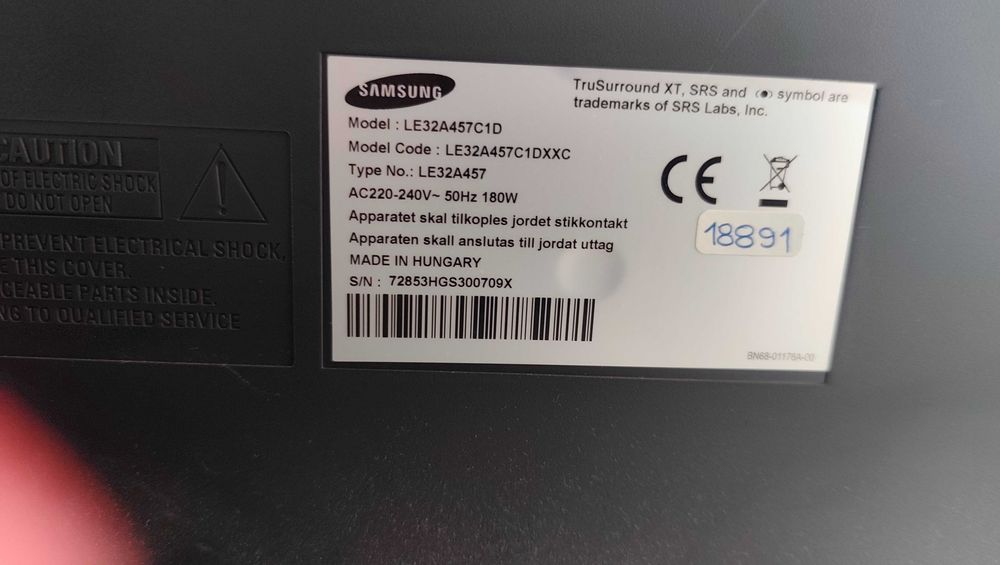 CAUTION
OF ELECTRIC SHOCK
DO NOT OPEN
PREVENT ELECTRICAL SHOCK,
THIS COVER.
PARTS INSIDE.
TO QUALIFIED SERVICE
SAMSUNG
TruSurround XT, SRS and (●) symbol are
trademarks of SRS Labs, Inc.
Model : LE32A457C1D
Model Code : LE32A457C1DXXC
Type No.: LE32A457
AC220-240V~ 50Hz 180W
Apparatet skal tilkoples jordet stikkontakt
Apparaten skall anslutas till jordat uttag
MADE IN HUNGARY
S/N : 72853HGS300709X
CE
18891
BN68-01178A-00